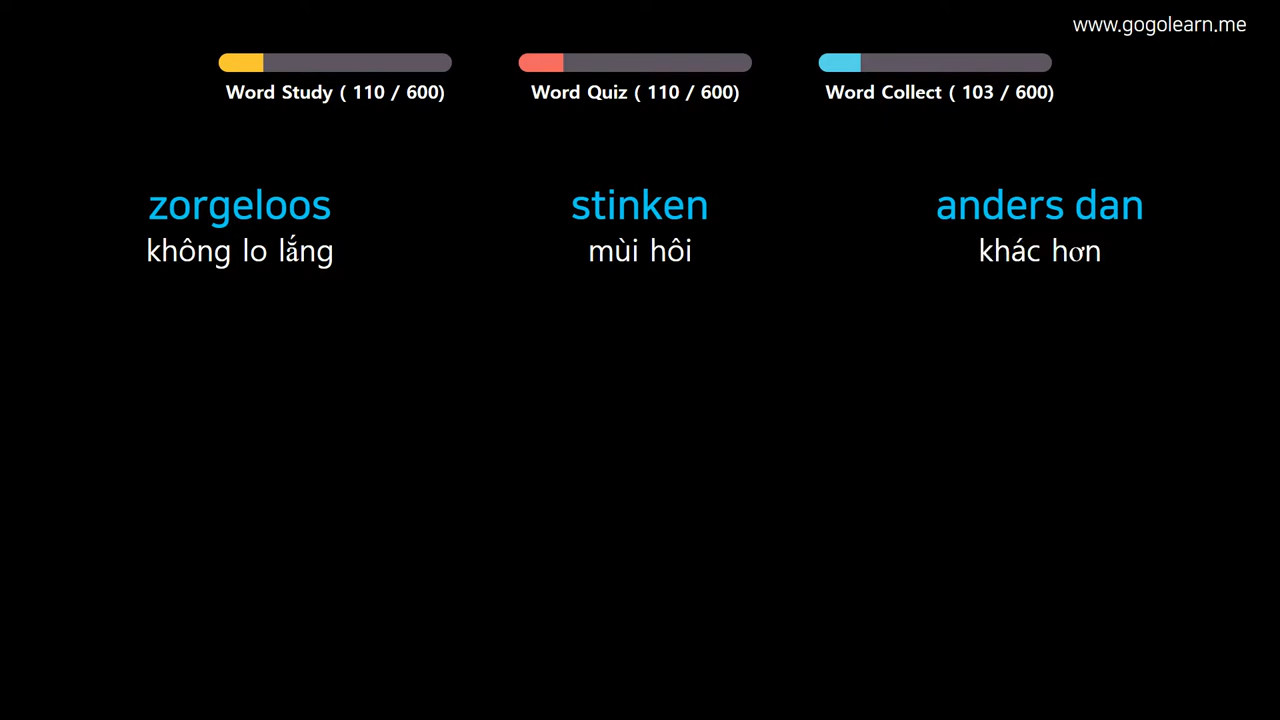 www.gogolearn.me
Word Study ( 110 / 600)
Word Quiz ( 110 / 600)
Word Collect ( 103 / 600)
zorgeloos
không lo lắng
stinken
mùi hôi
anders dan
khác hơn